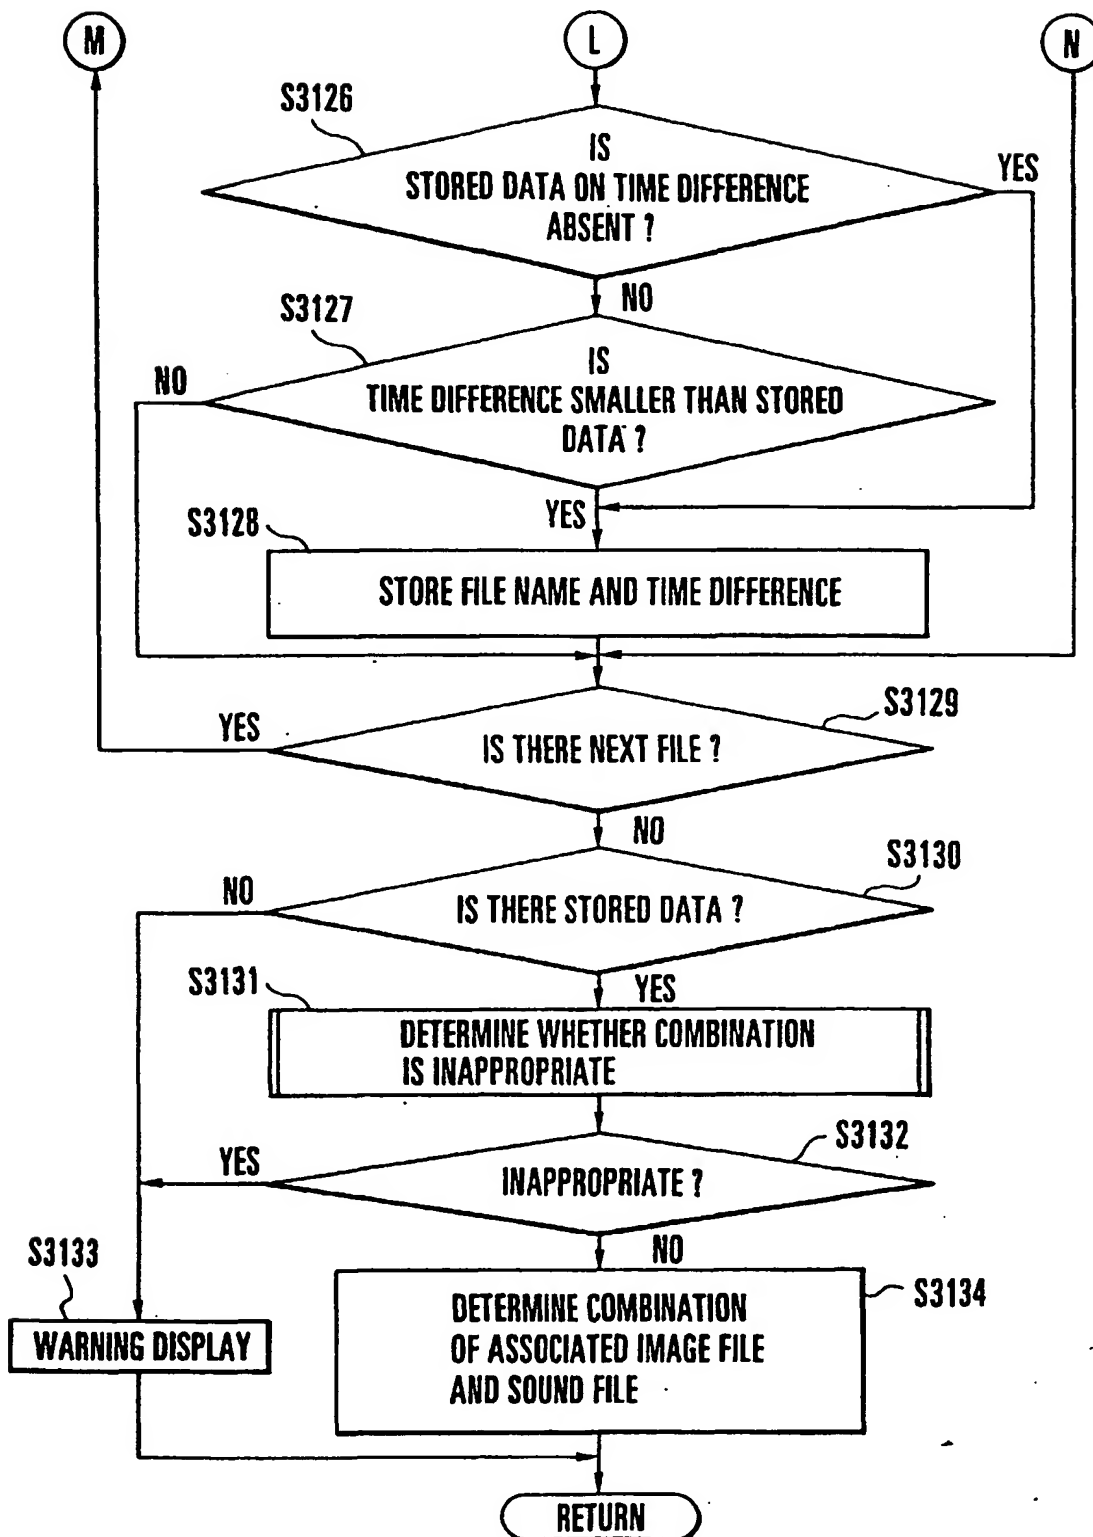 M
L
N
S3126
IS
STORED DATA ON TIME DIFFERENCE
ABSENT ?
YES
NO
S3127
IS
TIME DIFFERENCE SMALLER THAN STORED
DATA ?
NO
YES
S3128
STORE FILE NAME AND TIME DIFFERENCE
S3129
YES
IS THERE NEXT FILE ?
NO
S3130
NO
IS THERE STORED DATA ?
YES
S3131
DETERMINE WHETHER COMBINATION
IS INAPPROPRIATE
S3132
YES
INAPPROPRIATE ?
NO
S3133
WARNING DISPLAY
S3134
DETERMINE COMBINATION
OF ASSOCIATED IMAGE FILE
AND SOUND FILE
RETURN